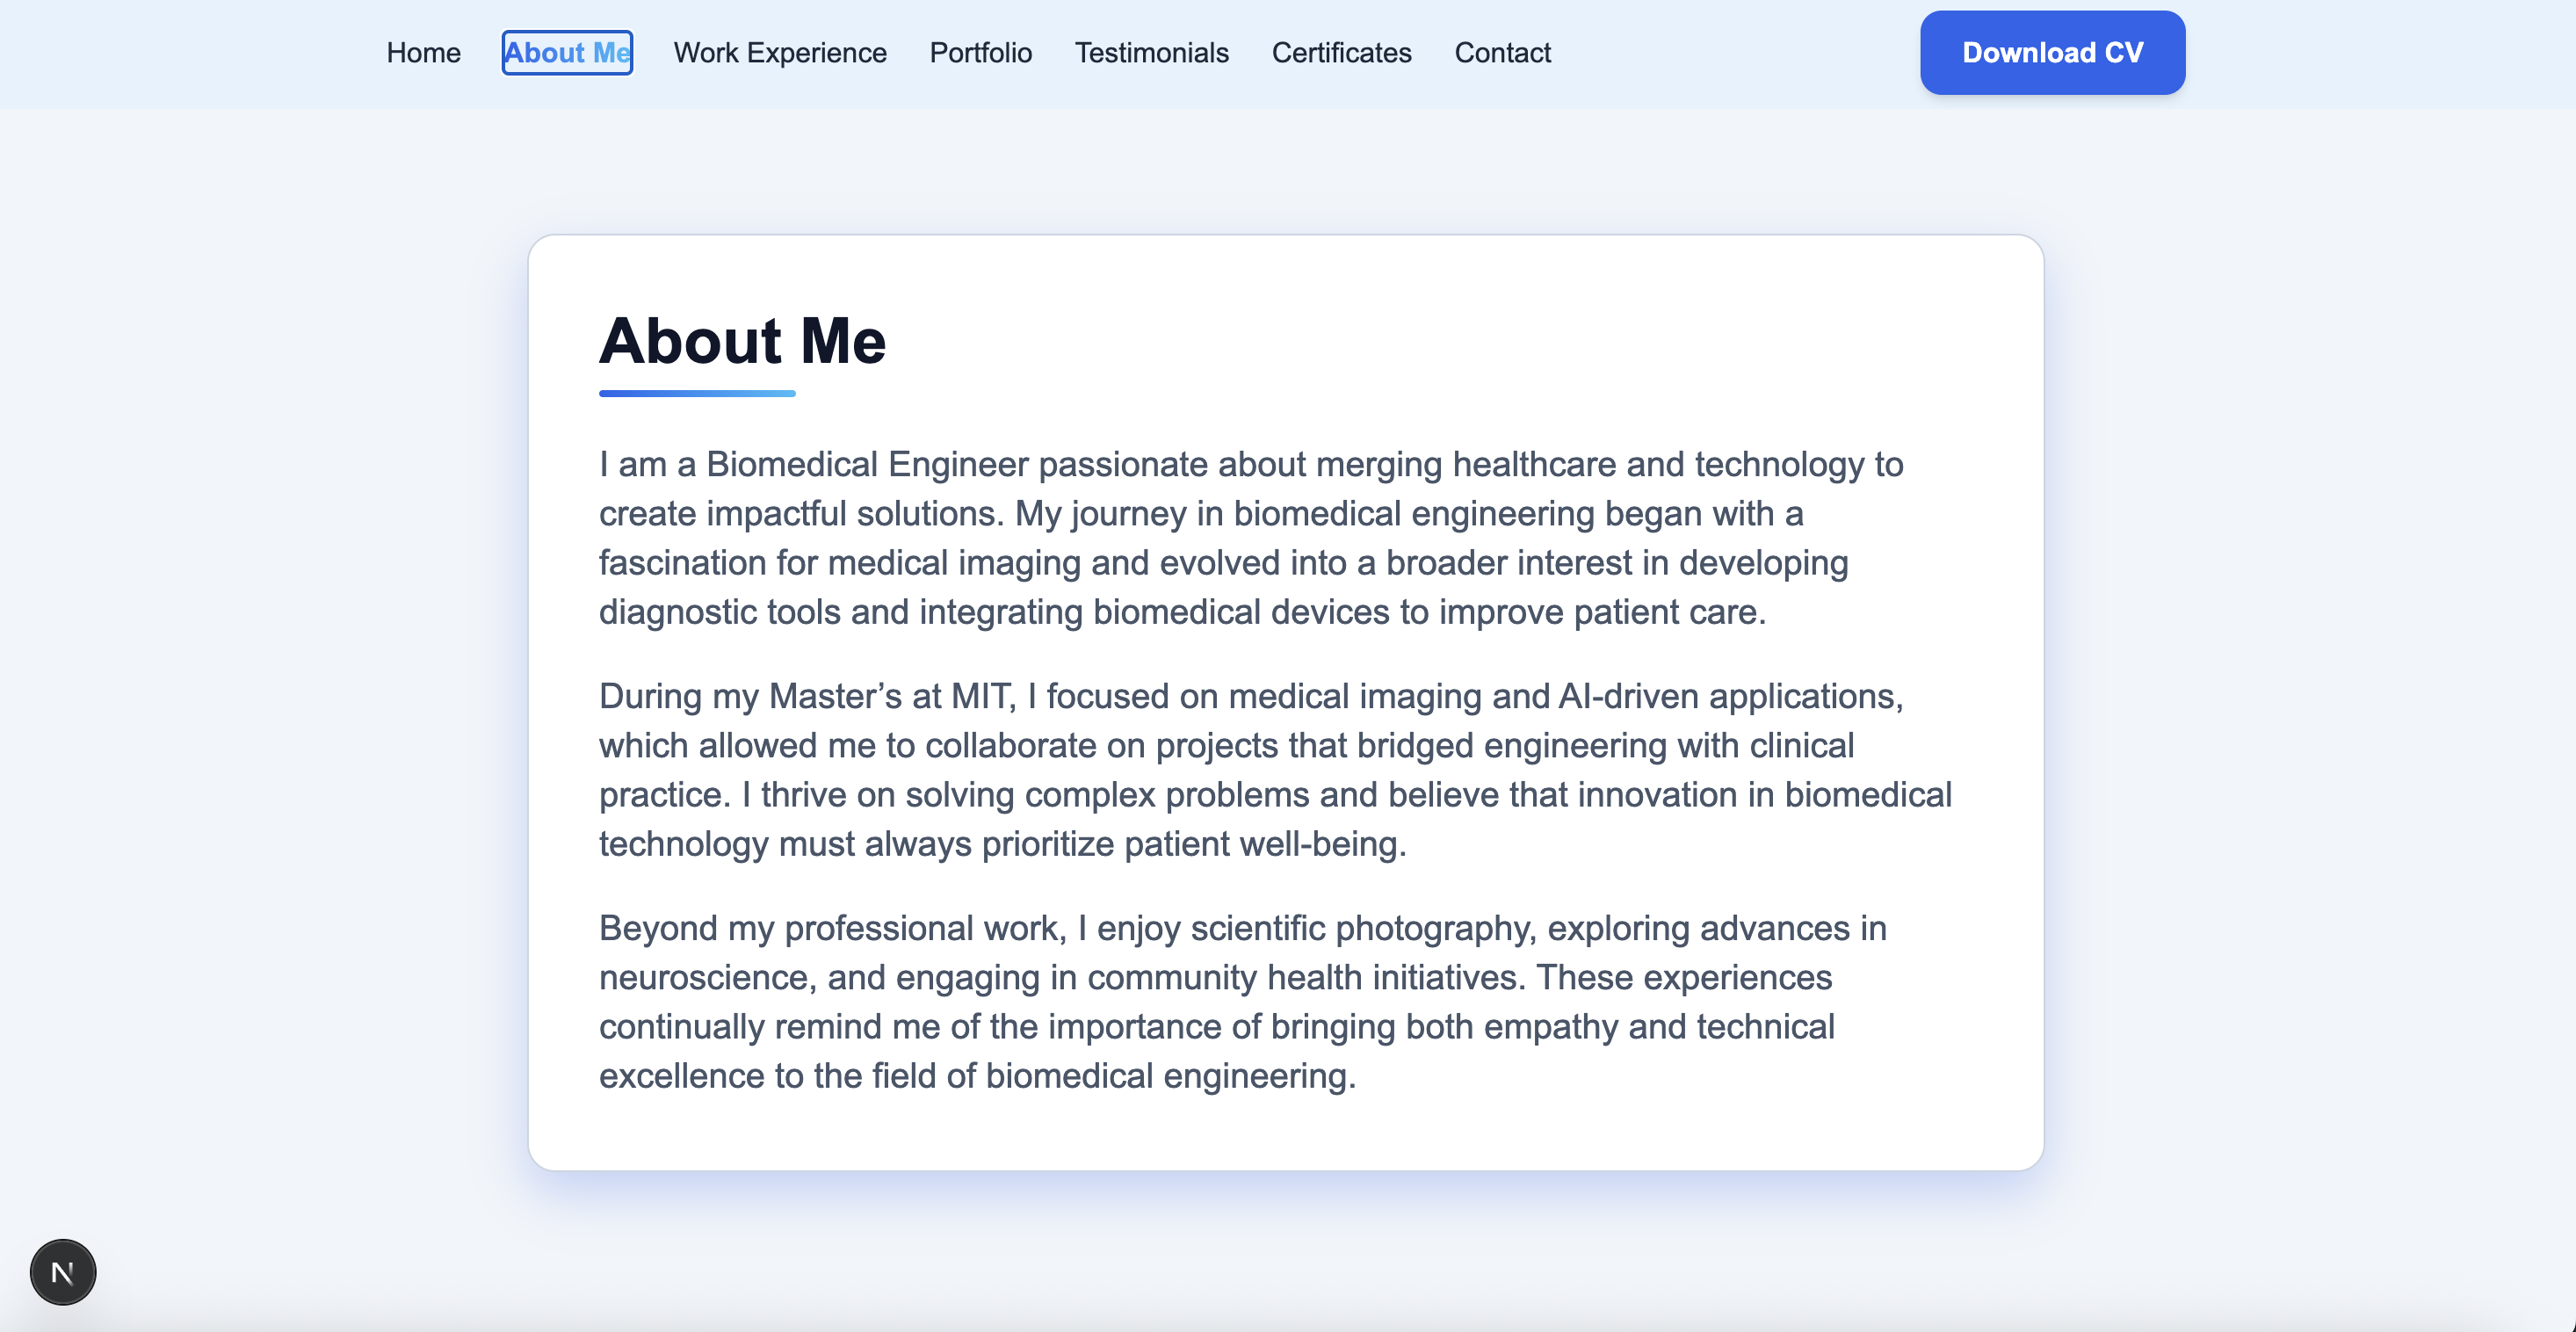 Home About Me Work Experience Portfolio Testimonials Certificates Contact Download CV
About Me
I am a Biomedical Engineer passionate about merging healthcare and technology to
create impactful solutions. My journey in biomedical engineering began with a
fascination for medical imaging and evolved into a broader interest in developing
diagnostic tools and integrating biomedical devices to improve patient care.
During my Master’s at MIT, I focused on medical imaging and AI-driven applications,
which allowed me to collaborate on projects that bridged engineering with clinical
practice. I thrive on solving complex problems and believe that innovation in biomedical
technology must always prioritize patient well-being.
Beyond my professional work, I enjoy scientific photography, exploring advances in
neuroscience, and engaging in community health initiatives. These experiences
continually remind me of the importance of bringing both empathy and technical
excellence to the field of biomedical engineering.
N